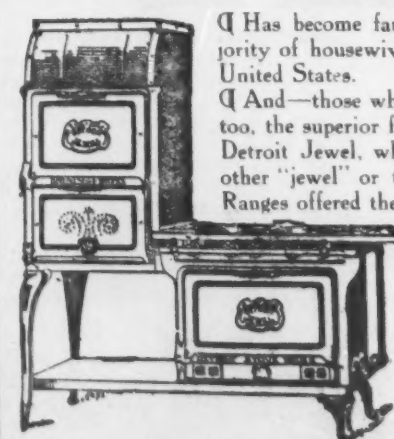 ¶ Has become fam
jority of housewiv
United States.
¶ And—those wh
too, the superior f
Detroit Jewel, wh
other "jewel" or
Ranges offered the